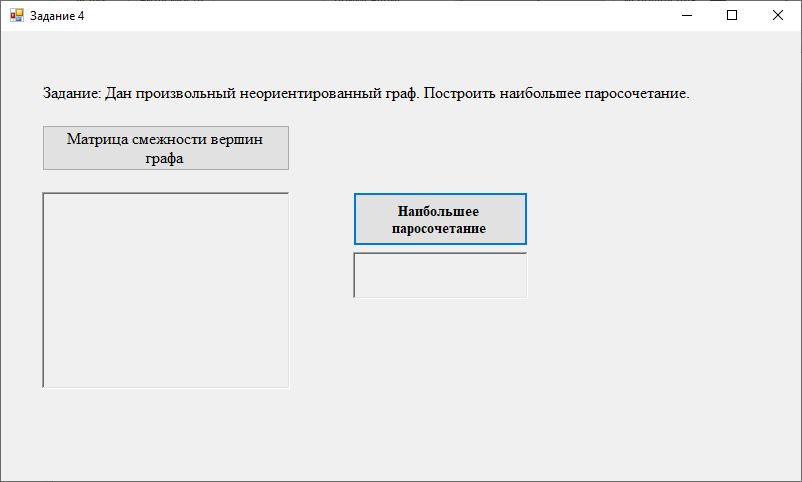 Задание 4
Задание: Дан произвольный неориентированный граф. Построить наибольшее паросочетание.
Матрица смежности вершин
графа
Наибольшее
паросочетание